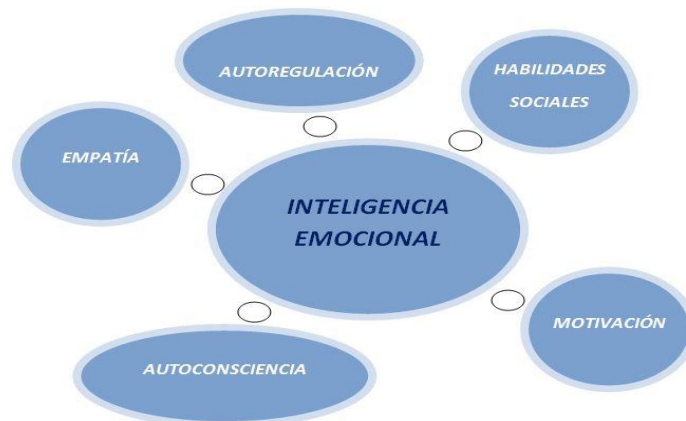 AUTOREGULACIÓN
HABILIDADES
SOCIALES
EMPATÍA
INTELIGENCIA
EMOCIONAL
MOTIVACIÓN
AUTOCONSCIENCIA